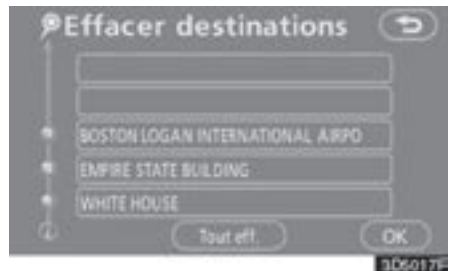 Effacer destinations
BOSTON LOGAN INTERNATIONAL AIRPO
EMPIRE STATE BUILDING
WHITE HOUSE
Tout eff.
OK
3D5017F